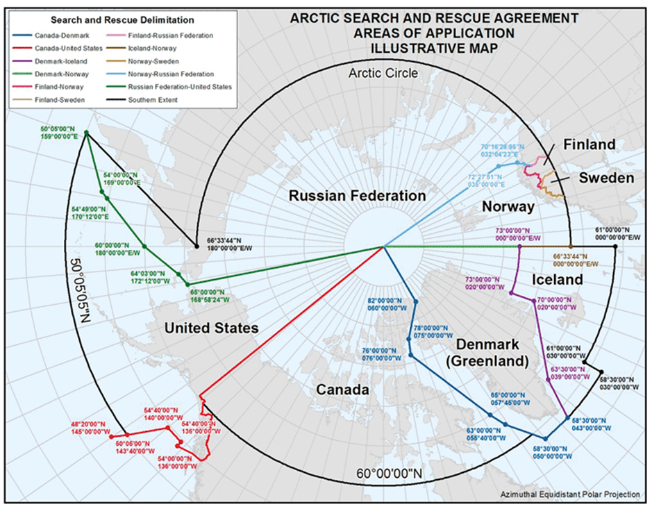 Search and Rescue Delimitation
Canada-Denmark
Canada-United States
Denmark-Iceland
Denmark-Norway
Finland-Norway
Finland-Sweden
Finland-Russian Federation
Iceland-Norway
Norway-Sweden
Norway-Russian Federation
Russian Federation-United States
Southern Extent
ARCTIC SEARCH AND RESCUE AGREEMENT
AREAS OF APPLICATION
ILLUSTRATIVE MAP
Arctic Circle
50°05'00"N
159°00'00"E
54°00'00"N
169°00'00"E
54°49'00"N
170°12'00"E
60°00'00"N
180°00'00"E/W
64°03'00"N
172°12'00"W
65°00'00"N
168°58'24"W
66°33'44"N
180°00'00"E/W
Russian Federation
72°27'51"N
035°00'00"E
Finland
Sweden
Norway
73°00'00"N
000°00'00"E/W
61°00'00"N
000°00'00"E/W
66°33'44"N
000°00'00"E/W
50°05'05"N
United States
82°00'00"N
060°00'00"W
78°00'00"N
075°00'00"W
76°00'00"N
076°00'00"W
Denmark
(Greenland)
Iceland
73°00'00"N
020°00'00"W
70°00'00"N
020°00'00"W
61°00'00"N
030°00'00"W
58°30'00"N
030°00'00"W
63°30'00"N
039°00'00"W
58°30'00"N
043°00'00"W
Canada
65°00'00"N
057°45'00"W
63°00'00"N
055°40'00"W
58°30'00"N
050°00'00"W
48°20'00"N
145°00'00"W
50°05'00"N
143°40'00"W
54°40'00"N
140°00'00"W
54°40'00"N
136°00'00"W
54°00'00"N
136°00'00"W
60°00'00"N
Azimuthal Equidistant Polar Projection